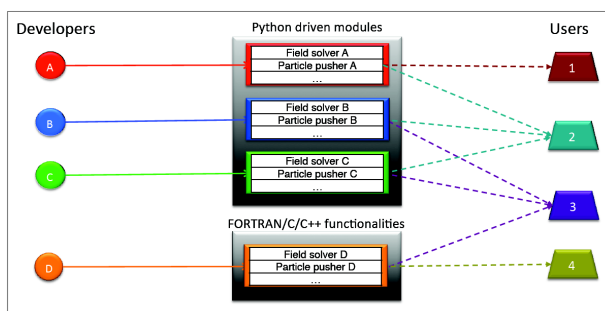 Developers
Python driven modules
Users
A
Field solver A
Particle pusher A
...
1
B
Field solver B
Particle pusher B
...
2
C
Field solver C
Particle pusher C
...
3
FORTRAN/C/C++ functionalities
D
Field solver D
Particle pusher D
...
4